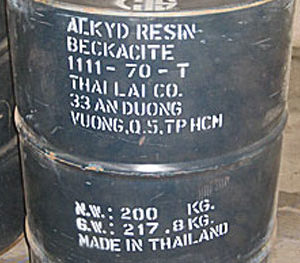 ALKYD RESIN
BECKACITE
1111-70-T
THAI LAI CO.
33 AN DUONG
VUONG,Q.5,TP HCM
N.W.: 200 KG.
G.W.: 217.8 KG.
MADE IN THAILAND